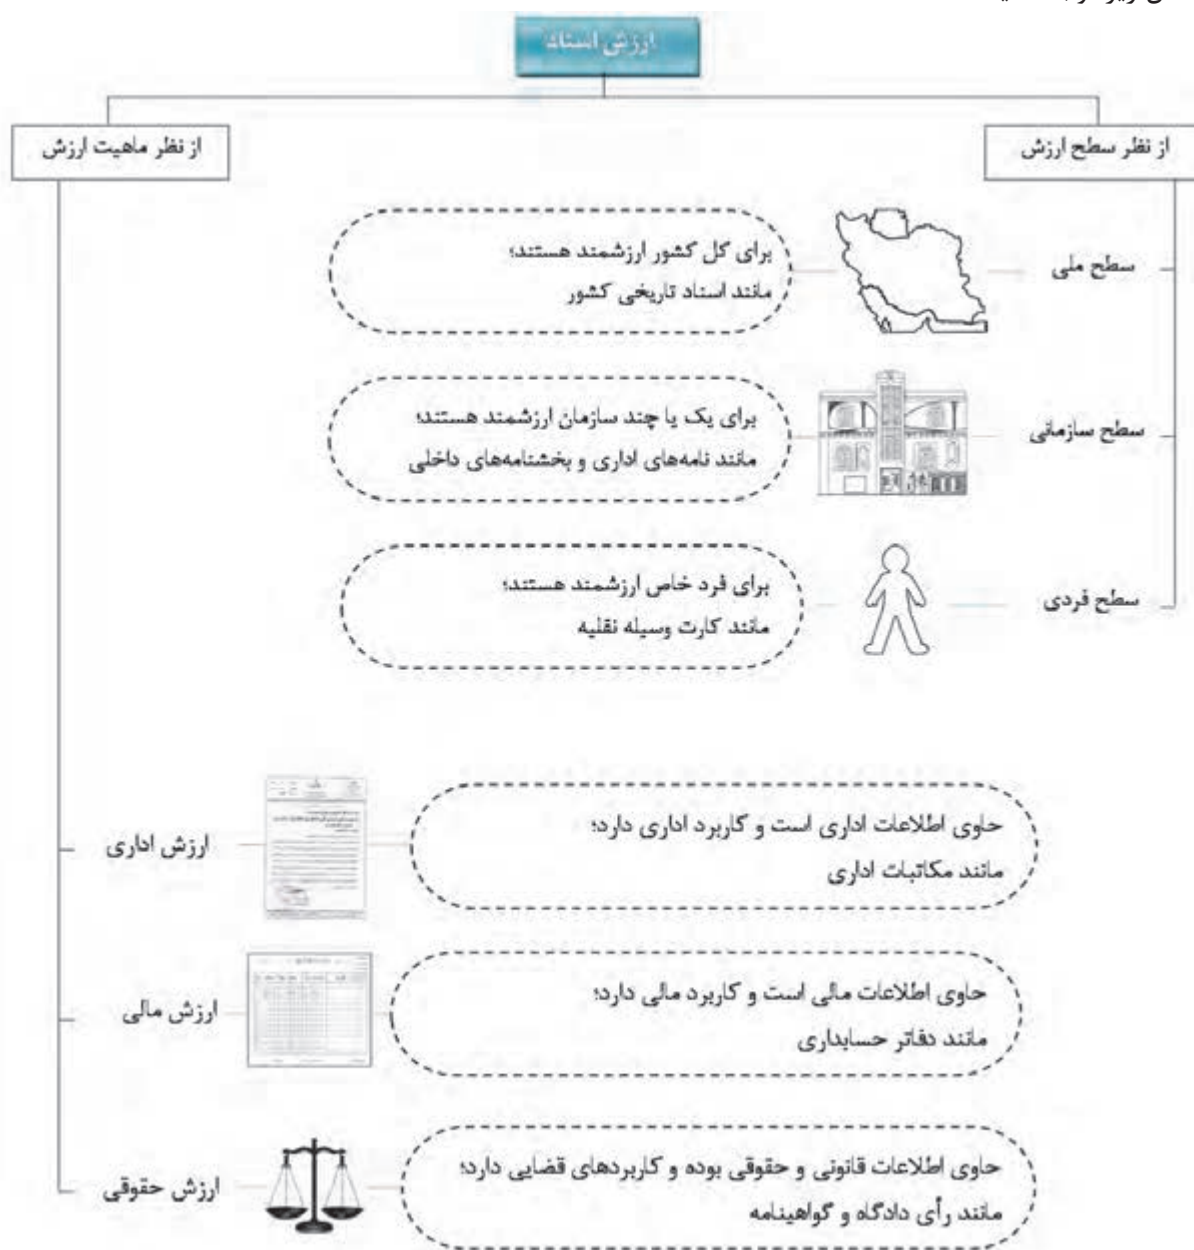 ارزش اسناد
از نظر سطح ارزش
از نظر ماهیت ارزش
سطح ملی
برای کل کشور ارزشمند هستند؛
مانند اسناد تاریخی کشور
سطح سازمانی
برای یک یا چند سازمان ارزشمند هستند؛
مانند نامه‌های اداری و بخشنامه‌های داخلی
سطح فردی
برای فرد خاص ارزشمند هستند؛
مانند کارت وسیله نقلیه
ارزش اداری
حاوی اطلاعات اداری است و کاربرد اداری دارد؛
مانند مکاتبات اداری
ارزش مالی
حاوی اطلاعات مالی است و کاربرد مالی دارد؛
مانند دفاتر حسابداری
ارزش حقوقی
حاوی اطلاعات قانونی و حقوقی بوده و کاربردهای قضایی دارد؛
مانند رأی دادگاه و گواهینامه